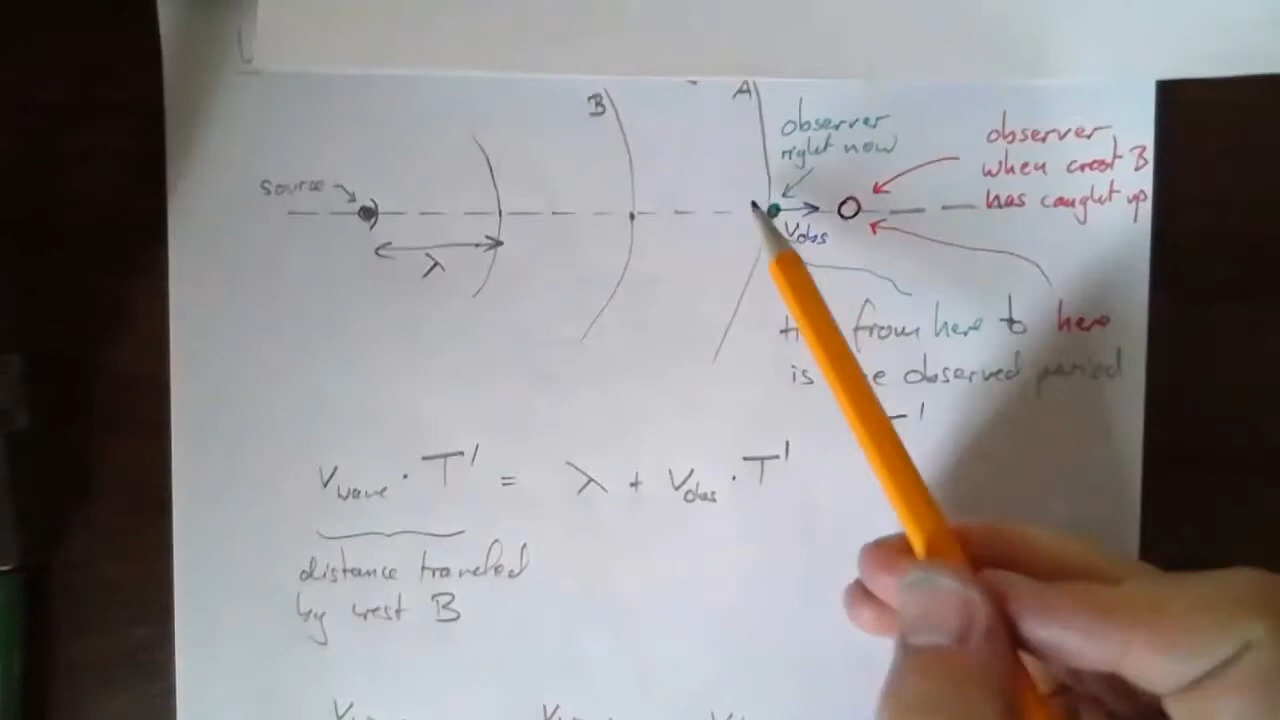 B
A
observer
right now
observer
when crest B
has caught up
source
Vobs
λ
from here to here
is observed period
T'
Vwave · T' = λ + Vobs · T'
distance traveled
by crest B